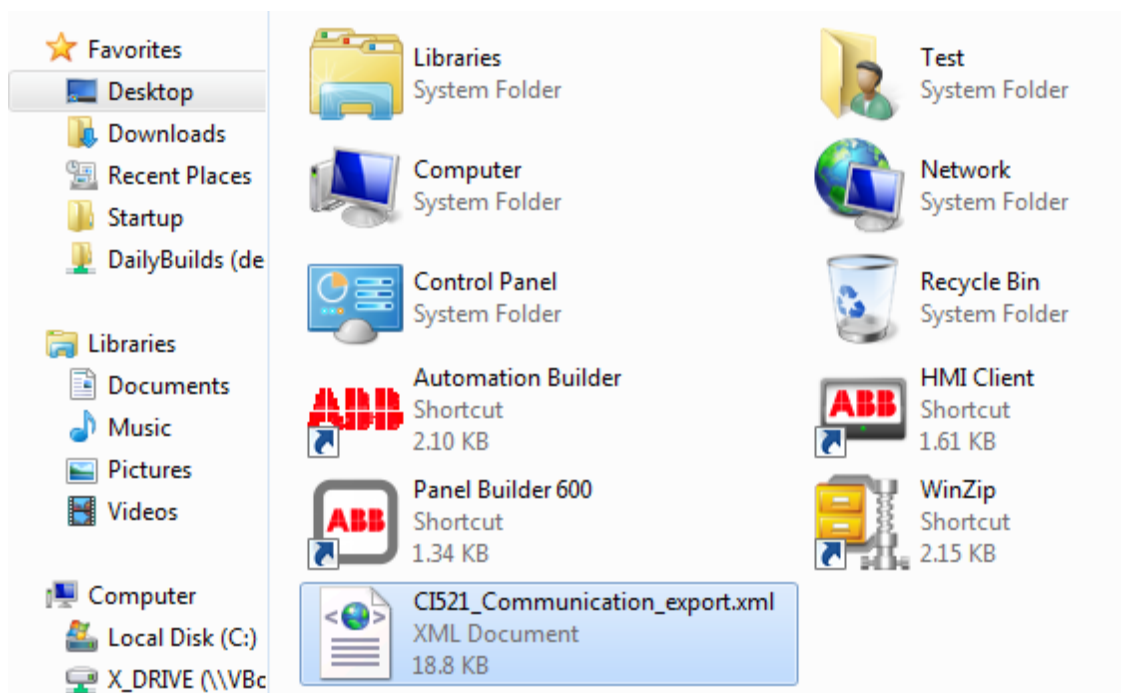 Favorites
Desktop
Downloads
Recent Places
Startup
DailyBuilds (de
Libraries
Documents
Music
Pictures
Videos
Computer
Local Disk (C:)
X_DRIVE (\\VBo
Libraries
System Folder
Test
System Folder
Computer
System Folder
Network
System Folder
Control Panel
System Folder
Recycle Bin
System Folder
ABB
Automation Builder
Shortcut
2.10 KB
ABB
HMI Client
Shortcut
1.61 KB
ABB
Panel Builder 600
Shortcut
1.34 KB
WinZip
Shortcut
2.15 KB
CI521_Communication_export.xml
XML Document
18.8 KB